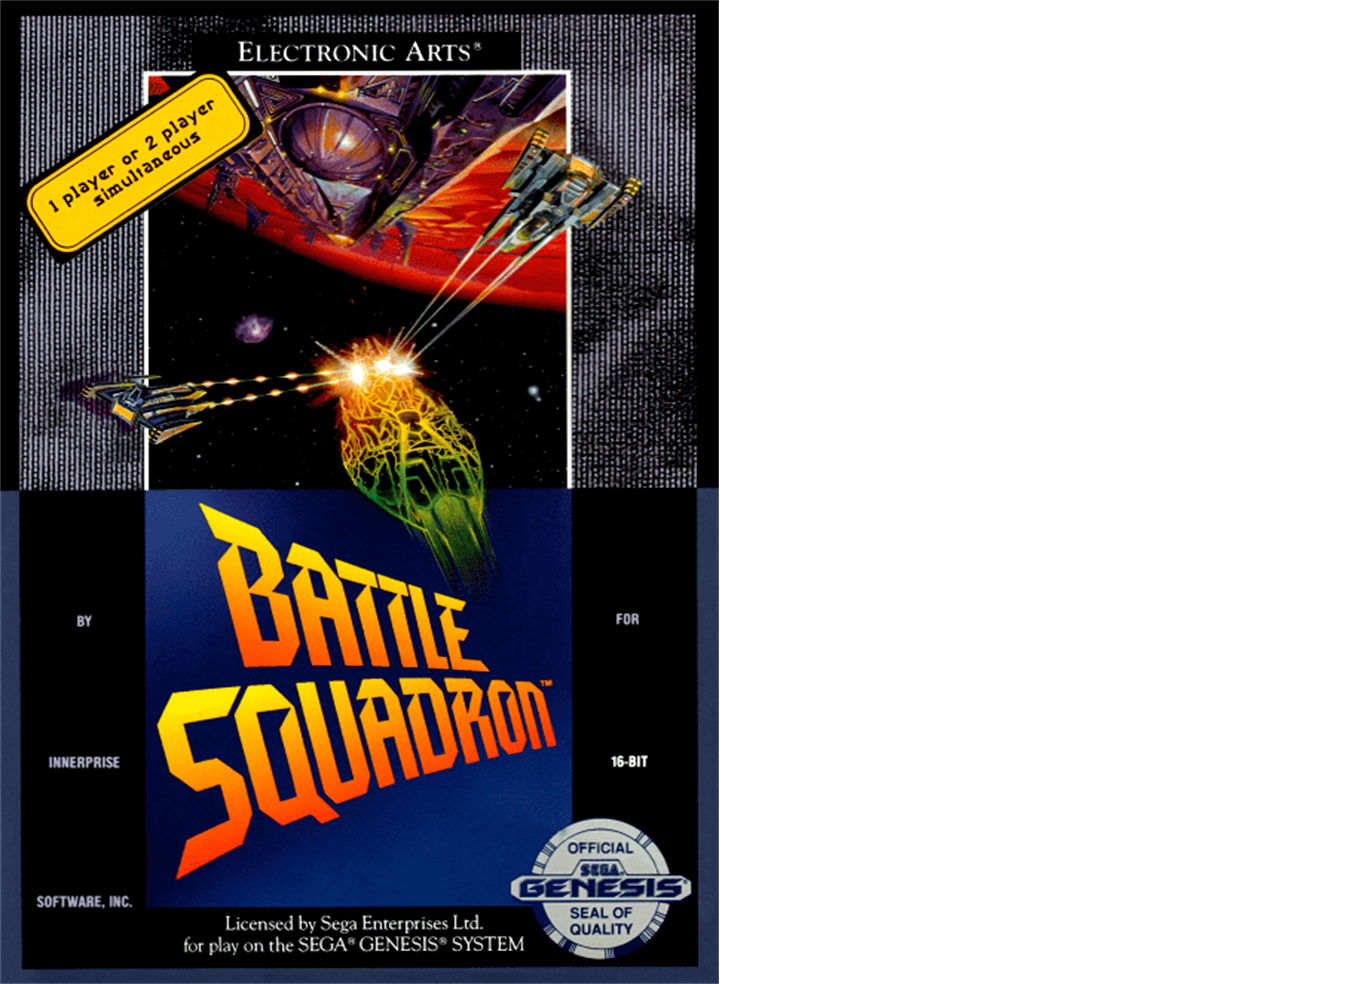 ELECTRONIC ARTS®
1 player or 2 player
simultaneous
BATTLE
SQUADRON™
BY
INNERPRISE
SOFTWARE, INC.
FOR
16-BIT
OFFICIAL
SEGA
GENESIS®
SEAL OF
QUALITY
Licensed by Sega Enterprises Ltd.
for play on the SEGA® GENESIS® SYSTEM